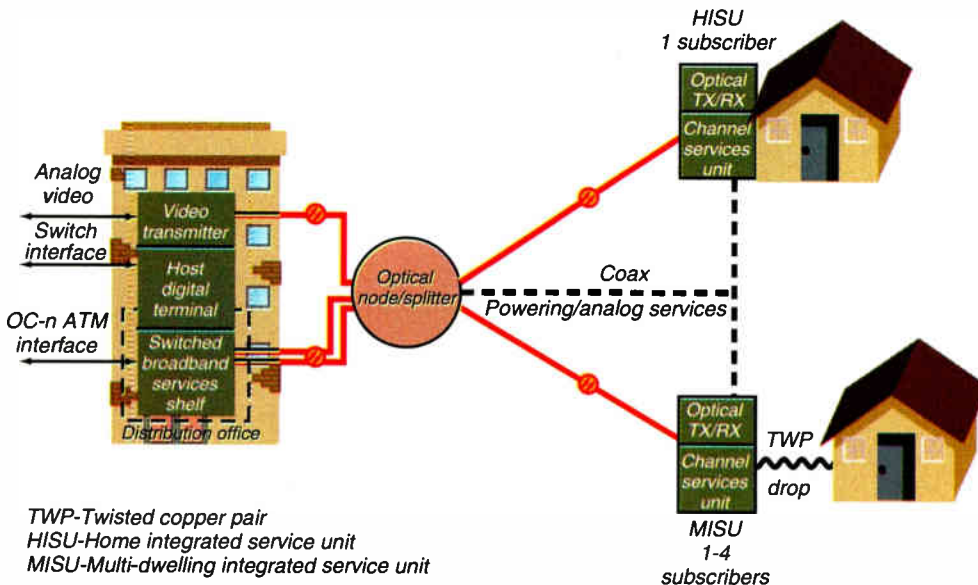 HISU
1 subscriber
Optical
TX/RX
Channel
services
unit
Analog
video
Switch
interface
OC-n ATM
interface
Video
transmitter
Host
digital
terminal
Switched
broadband
services
shelf
Distribution office
Optical
node/splitter
Coax
Powering/analog services
Optical
TX/RX
Channel
services
unit
TWP
drop
MISU
1-4
subscribers
TWP-Twisted copper pair
HISU-Home integrated service unit
MISU-Multi-dwelling integrated service unit